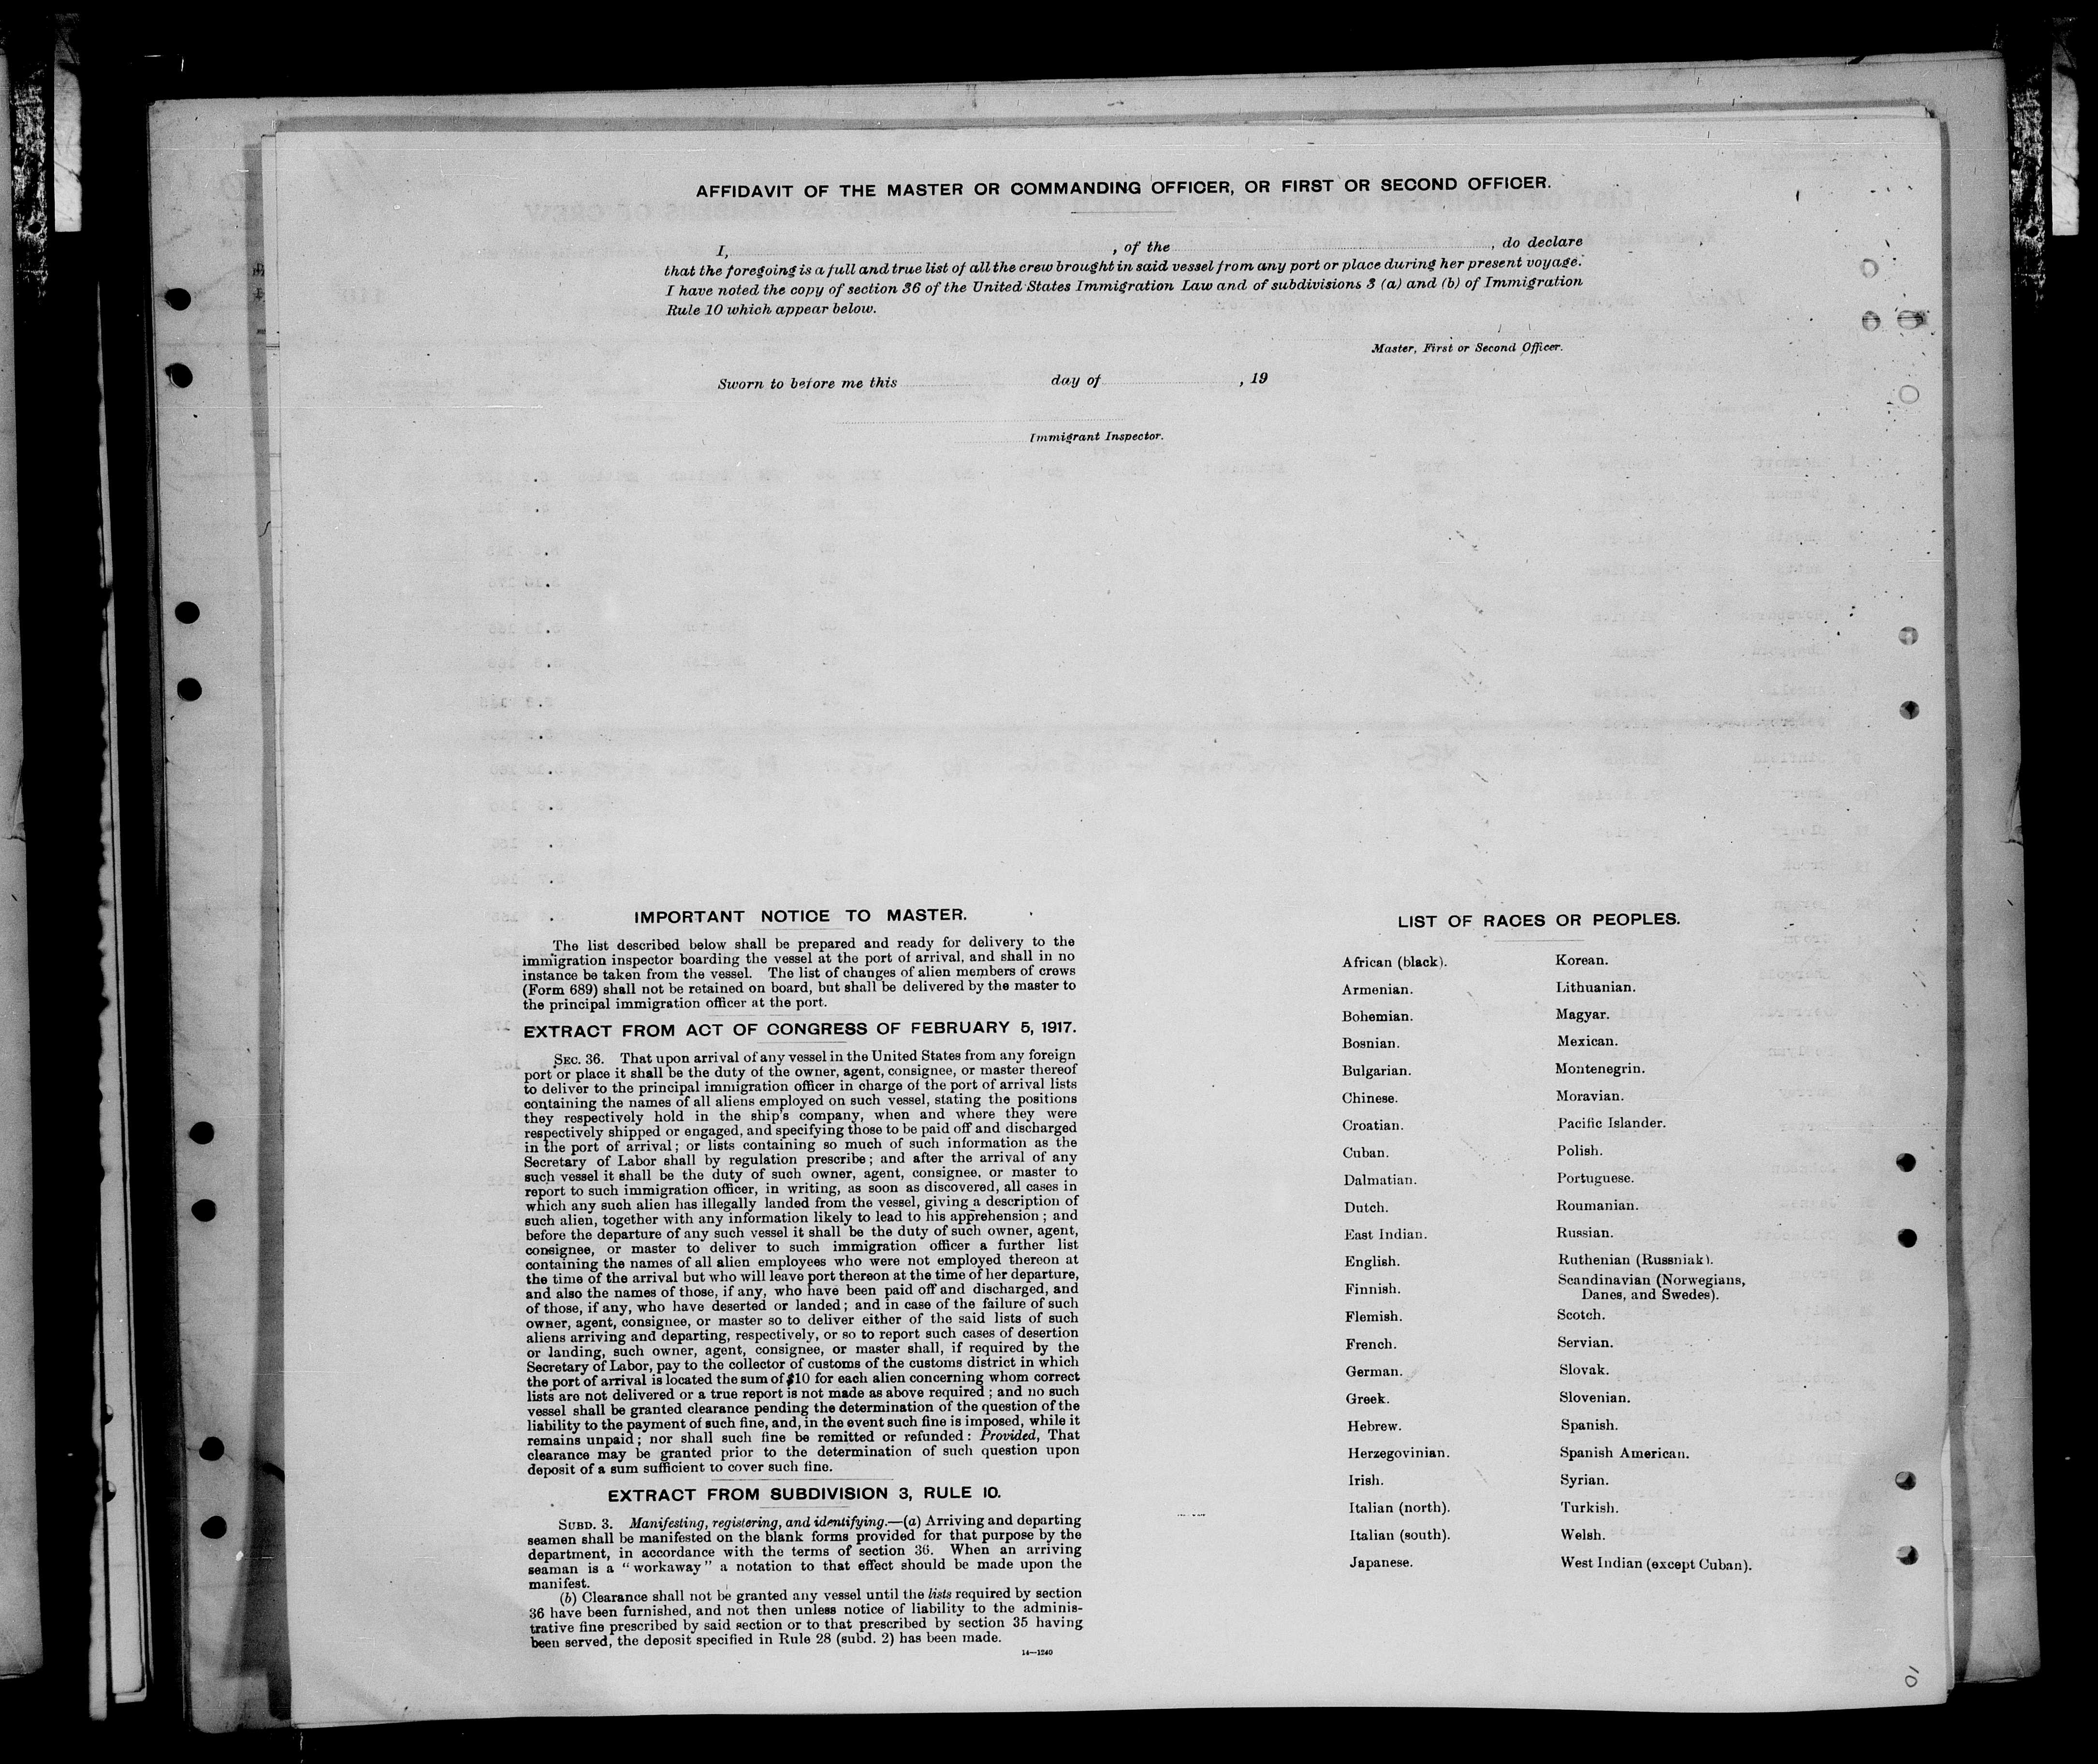 AFFIDAVIT OF THE MASTER OR COMMANDING OFFICER, OR FIRST OR SECOND OFFICER.
I, , of the , do declare
that the foregoing is a full and true list of all the crew brought in said vessel from any port or place during her present voyage.
I have noted the copy of section 36 of the United States Immigration Law and of subdivisions 3 (a) and (b) of Immigration
Rule 10 which appear below.
Master, First or Second Officer.
Sworn to before me this day of , 19
Immigrant Inspector.
IMPORTANT NOTICE TO MASTER.
The list described below shall be prepared and ready for delivery to the
immigration inspector boarding the vessel at the port of arrival, and shall in no
instance be taken from the vessel. The list of changes of alien members of crews
(Form 689) shall not be retained on board, but shall be delivered by the master to
the principal immigration officer at the port.
EXTRACT FROM ACT OF CONGRESS OF FEBRUARY 5, 1917.
SEC. 36. That upon arrival of any vessel in the United States from any foreign
port or place it shall be the duty of the owner, agent, consignee, or master thereof
to deliver to the principal immigration officer in charge of the port of arrival lists
containing the names of all aliens employed on such vessel, stating the positions
they respectively hold in the ship's company, when and where they were
respectively shipped or engaged, and specifying those to be paid off and discharged
in the port of arrival; or lists containing so much of such information as the
Secretary of Labor shall by regulation prescribe; and after the arrival of any
such vessel it shall be the duty of such owner, agent, consignee, or master to
report to such immigration officer, in writing, as soon as discovered, all cases in
which any such alien has illegally landed from the vessel, giving a description of
such alien, together with any information likely to lead to his apprehension; and
before the departure of any such vessel it shall be the duty of such owner, agent,
consignee, or master to deliver to such immigration officer a further list
containing the names of all alien employees who were not employed thereon at
the time of the arrival but who will leave port thereon at the time of her departure,
and also the names of those, if any, who have been paid off and discharged, and
of those, if any, who have deserted or landed; and in case of the failure of such
owner, agent, consignee, or master so to deliver either of the said lists of such
aliens arriving and departing, respectively, or so to report such cases of desertion
or landing, such owner, agent, consignee, or master shall, if required by the
Secretary of Labor, pay to the collector of customs of the customs district in which
the port of arrival is located the sum of $10 for each alien concerning whom correct
lists are not delivered or a true report is not made as above required; and no such
vessel shall be granted clearance pending the determination of the question of the
liability to the payment of such fine, and, in the event such fine is imposed, while it
remains unpaid; nor shall such fine be remitted or refunded: Provided, That
clearance may be granted prior to the determination of such question upon
deposit of a sum sufficient to cover such fine.
EXTRACT FROM SUBDIVISION 3, RULE 10.
SUBD. 3. Manifesting, registering, and identifying.—(a) Arriving and departing
seamen shall be manifested on the blank forms provided for that purpose by the
department, in accordance with the terms of section 36. When an arriving
seaman is a "workaway" a notation to that effect should be made upon the
manifest.
(b) Clearance shall not be granted any vessel until the lists required by section
36 have been furnished, and not then unless notice of liability to the adminis-
trative fine prescribed by said section or to that prescribed by section 35 having
been served, the deposit specified in Rule 28 (subd. 2) has been made.
14—1240
LIST OF RACES OR PEOPLES.
African (black).
Armenian.
Bohemian.
Bosnian.
Bulgarian.
Chinese.
Croatian.
Cuban.
Dalmatian.
Dutch.
East Indian.
English.
Finnish.
Flemish.
French.
German.
Greek.
Hebrew.
Herzegovinian.
Irish.
Italian (north).
Italian (south).
Japanese.
Korean.
Lithuanian.
Magyar.
Mexican.
Montenegrin.
Moravian.
Pacific Islander.
Polish.
Portuguese.
Roumanian.
Russian.
Ruthenian (Russniak).
Scandinavian (Norwegians,
Danes, and Swedes).
Scotch.
Servian.
Slovak.
Slovenian.
Spanish.
Spanish American.
Syrian.
Turkish.
Welsh.
West Indian (except Cuban).
10